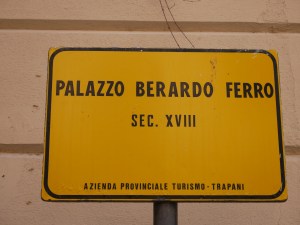 PALAZZO BERARDO FERRO
SEC. XVIII
AZIENDA PROVINCIALE TURISMO - TRAPANI